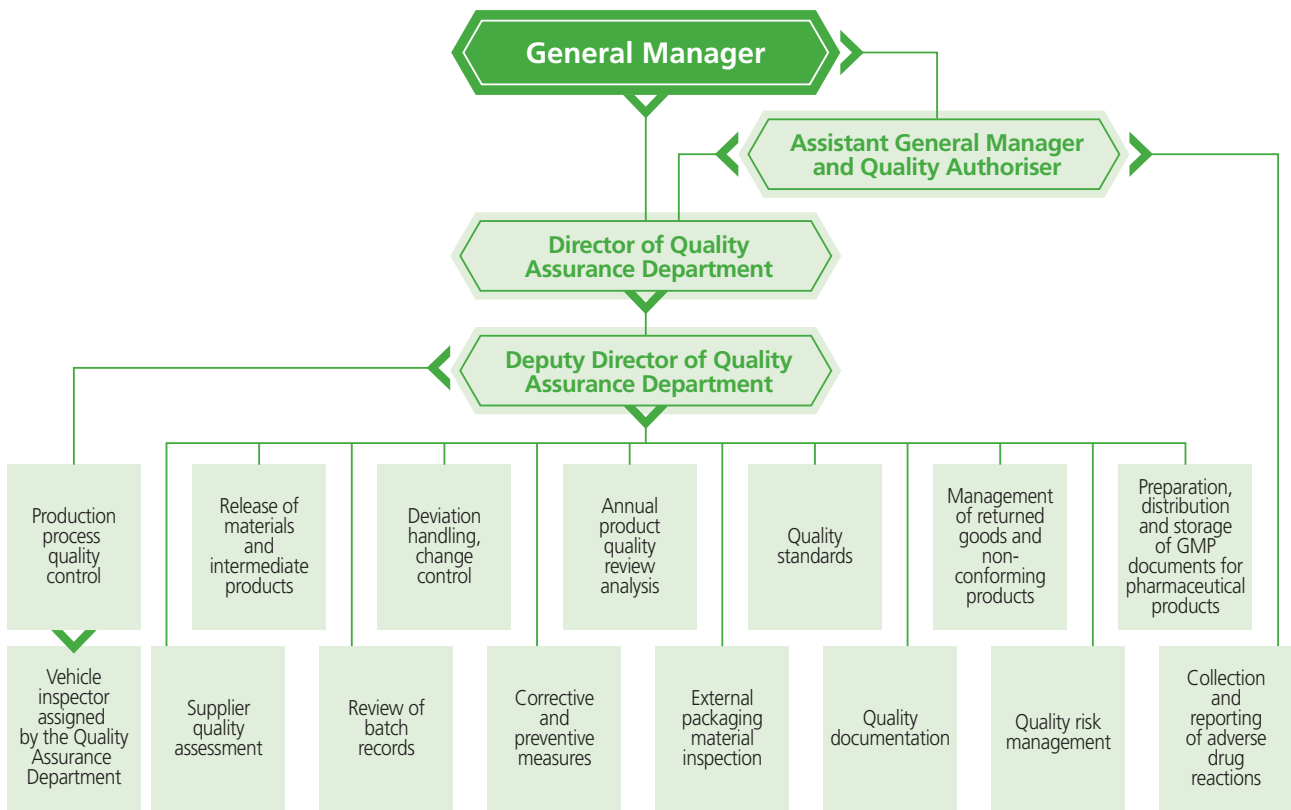 General Manager
Assistant General Manager
and Quality Authoriser
Director of Quality
Assurance Department
Deputy Director of Quality
Assurance Department
Production
process
quality
control
Release of
materials
and
intermediate
products
Deviation
handling,
change
control
Annual
product
quality
review
analysis
Quality
standards
Management
of returned
goods and
non-
conforming
products
Preparation,
distribution
and storage
of GMP
documents for
pharmaceutical
products
Vehicle
inspector
assigned
by the Quality
Assurance
Department
Supplier
quality
assessment
Review of
batch
records
Corrective
and
preventive
measures
External
packaging
material
inspection
Quality
documentation
Quality risk
management
Collection
and
reporting
of adverse
drug
reactions